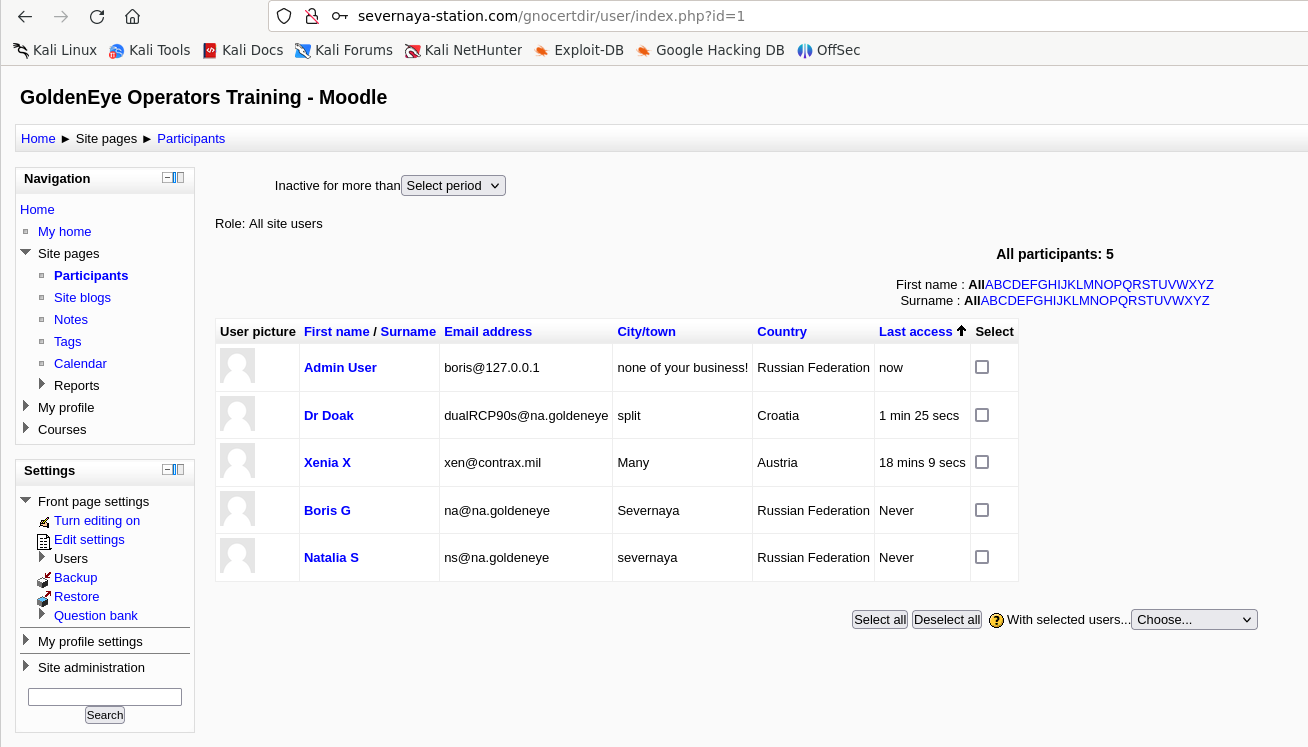 severnaya-station.com/gnocertdir/user/index.php?id=1
Kali Linux Kali Tools Kali Docs Kali Forums Kali NetHunter Exploit-DB Google Hacking DB OffSec
GoldenEye Operators Training - Moodle
Home ► Site pages ► Participants
Navigation
Home
My home
Site pages
Participants
Site blogs
Notes
Tags
Calendar
Reports
My profile
Courses
Settings
Front page settings
Turn editing on
Edit settings
Users
Backup
Restore
Question bank
My profile settings
Site administration
Search
Inactive for more than Select period
Role: All site users
All participants: 5
First name : AllABCDEFGHIJKLMNOPQRSTUVWXYZ
Surname : AllABCDEFGHIJKLMNOPQRSTUVWXYZ
User picture First name / Surname Email address City/town Country Last access Select
Admin User boris@127.0.0.1 none of your business! Russian Federation now
Dr Doak dualRCP90s@na.goldeneye split Croatia 1 min 25 secs
Xenia X xen@contrax.mil Many Austria 18 mins 9 secs
Boris G na@na.goldeneye Severnaya Russian Federation Never
Natalia S ns@na.goldeneye severnaya Russian Federation Never
Select all Deselect all ? With selected users... Choose...